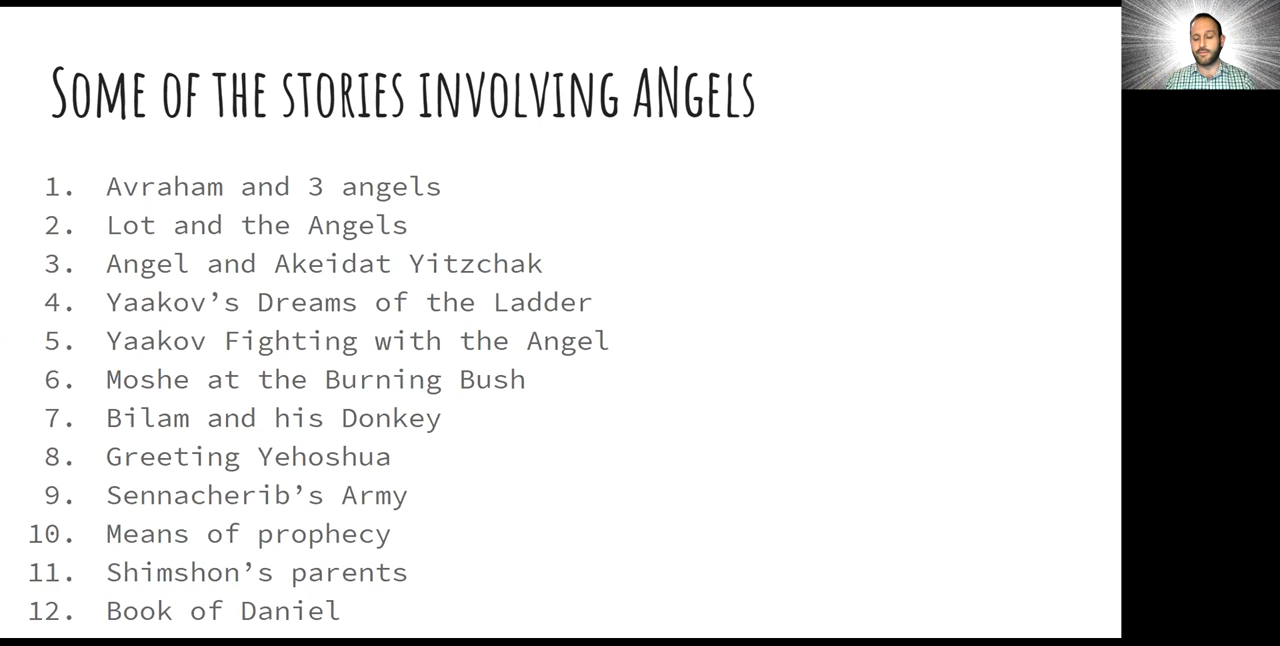 Some of the stories involving ANgels
1. Avraham and 3 angels
2. Lot and the Angels
3. Angel and Akeidat Yitzchak
4. Yaakov’s Dreams of the Ladder
5. Yaakov Fighting with the Angel
6. Moshe at the Burning Bush
7. Bilam and his Donkey
8. Greeting Yehoshua
9. Sennacherib’s Army
10. Means of prophecy
11. Shimshon’s parents
12. Book of Daniel